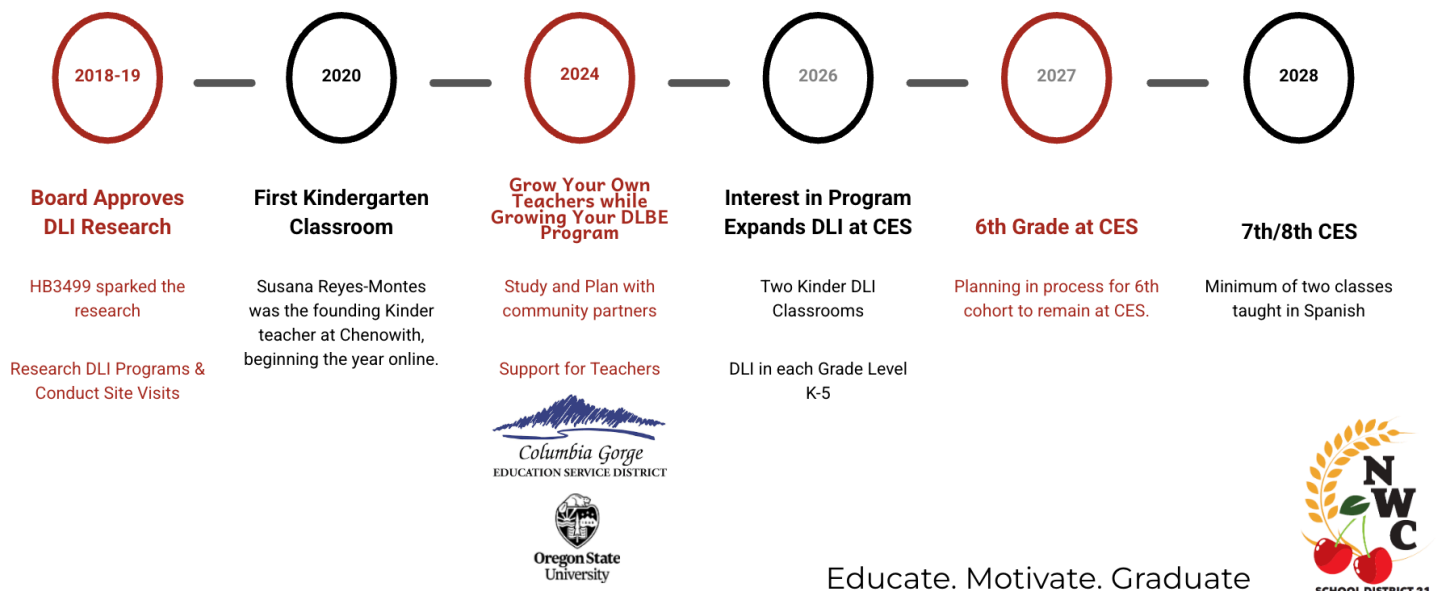 2018-19
2020
2024
2026
2027
2028
Board Approves
DLI Research
HB3499 sparked the
research
Research DLI Programs &
Conduct Site Visits
First Kindergarten
Classroom
Susana Reyes-Montes
was the founding Kinder
teacher at Chenowith,
beginning the year online.
Grow Your Own
Teachers while
Growing Your DLBE
Program
Study and Plan with
community partners
Support for Teachers
Columbia Gorge
EDUCATION SERVICE DISTRICT
Oregon State
University
Interest in Program
Expands DLI at CES
Two Kinder DLI
Classrooms
DLI in each Grade Level
K-5
6th Grade at CES
Planning in process for 6th
cohort to remain at CES.
7th/8th CES
Minimum of two classes
taught in Spanish
Educate. Motivate. Graduate
N
W
C
SCHOOL DISTRICT 21